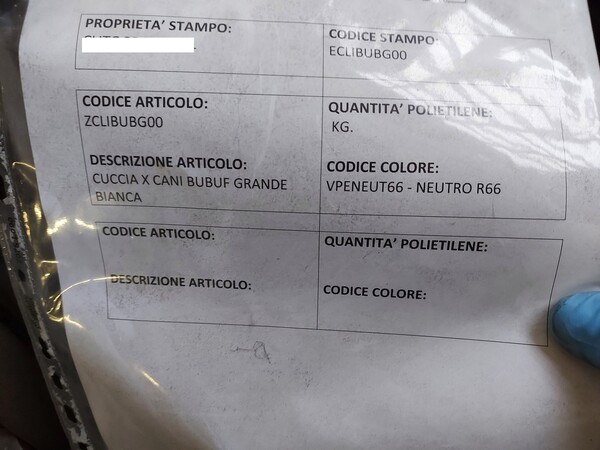 PROPRIETA' STAMPO:
CODICE STAMPO:
ECLIBUBG00
CODICE ARTICOLO:
ZCLIBUBG00
QUANTITA' POLIETILENE:
KG.
DESCRIZIONE ARTICOLO:
CUCCIA X CANI BUBUF GRANDE
BIANCA
CODICE COLORE:
VPENEUT66 - NEUTRO R66
CODICE ARTICOLO:
QUANTITA' POLIETILENE:
DESCRIZIONE ARTICOLO:
CODICE COLORE: